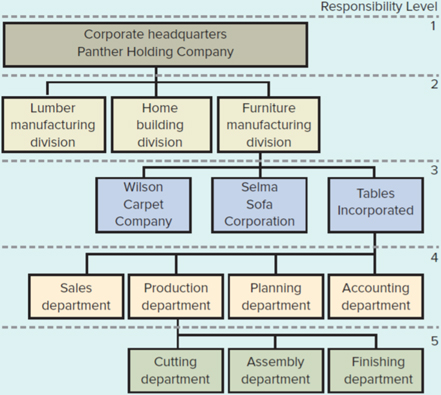 Responsibility Level
1
Corporate headquarters
Panther Holding Company
2
Lumber
manufacturing
division
Home
building
division
Furniture
manufacturing
division
3
Wilson
Carpet
Company
Selma
Sofa
Corporation
Tables
Incorporated
4
Sales
department
Production
department
Planning
department
Accounting
department
5
Cutting
department
Assembly
department
Finishing
department